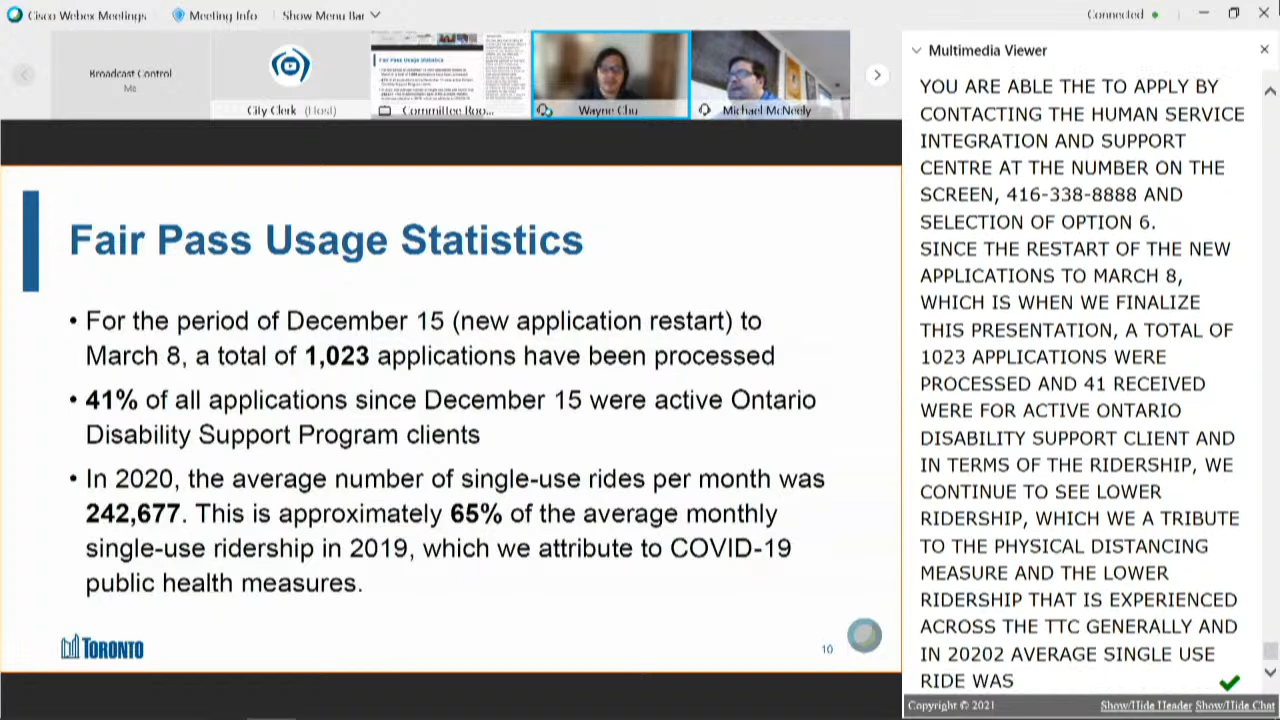 Cisco Webex Meetings
Meeting Info
Show Menu Bar
Connected
Broadcast Control
Me
City Clerk (Host)
Committee Roo...
Wayne Chu
Michael McNeely
Fair Pass Usage Statistics
• For the period of December 15 (new application restart) to
March 8, a total of 1,023 applications have been processed
• 41% of all applications since December 15 were active Ontario
Disability Support Program clients
• In 2020, the average number of single-use rides per month was
242,677. This is approximately 65% of the average monthly
single-use ridership in 2019, which we attribute to COVID-19
public health measures.
TORONTO
10
Multimedia Viewer
YOU ARE ABLE THE TO APPLY BY
CONTACTING THE HUMAN SERVICE
INTEGRATION AND SUPPORT
CENTRE AT THE NUMBER ON THE
SCREEN, 416-338-8888 AND
SELECTION OF OPTION 6.
SINCE THE RESTART OF THE NEW
APPLICATIONS TO MARCH 8,
WHICH IS WHEN WE FINALIZE
THIS PRESENTATION, A TOTAL OF
1023 APPLICATIONS WERE
PROCESSED AND 41 RECEIVED
WERE FOR ACTIVE ONTARIO
DISABILITY SUPPORT CLIENT AND
IN TERMS OF THE RIDERSHIP, WE
CONTINUE TO SEE LOWER
RIDERSHIP, WHICH WE A TRIBUTE
TO THE PHYSICAL DISTANCING
MEASURE AND THE LOWER
RIDERSHIP THAT IS EXPERIENCED
ACROSS THE TTC GENERALLY AND
IN 20202 AVERAGE SINGLE USE
RIDE WAS
Copyright © 2021
Show/Hide Header Show/Hide Chat